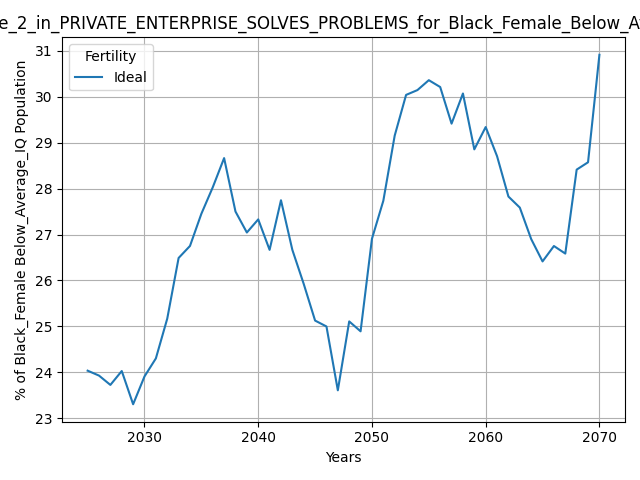 e_2_in_PRIVATE_ENTERPRISE_SOLVES_PROBLEMS_for_Black_Female_Below_A
Fertility
Ideal
% of Black_Female Below_Average_IQ Population
31
30
29
28
27
26
25
24
23
2030 2040 2050 2060 2070
Years